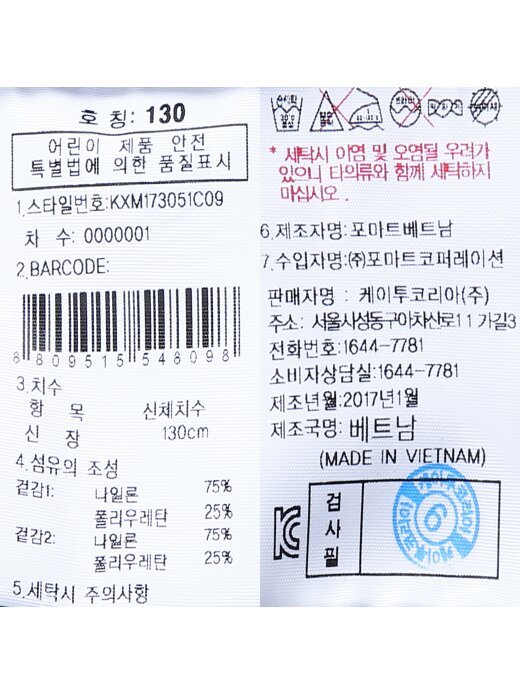 호 칭: 130
어린이 제품 안전
특별법에 의한 품질표시
1.스타일번호:KXM173051C09
차 수: 0000001
2.BARCODE:
8 809515 548098
3.치수
항 목 신체치수
신 장 130cm
4.섬유의 조성
겉감1: 나일론 75%
폴리우레탄 25%
겉감2: 나일론 75%
폴리우레탄 25%
5.세탁시 주의사항
* 세탁시 이염 및 오염될 우려가
있으니 타의류와 함께 세탁하지
마십시오.
6.제조자명:포마트베트남
7.수입자명:(주)포마트코퍼레이션
판매자명 : 케이투코리아(주)
주소: 서울시성동구아차산로11가길3
전화번호:1644-7781
소비자상담실:1644-7781
제조년월:2017년1월
제조국명:베트남
(MADE IN VIETNAM)
검사필
6